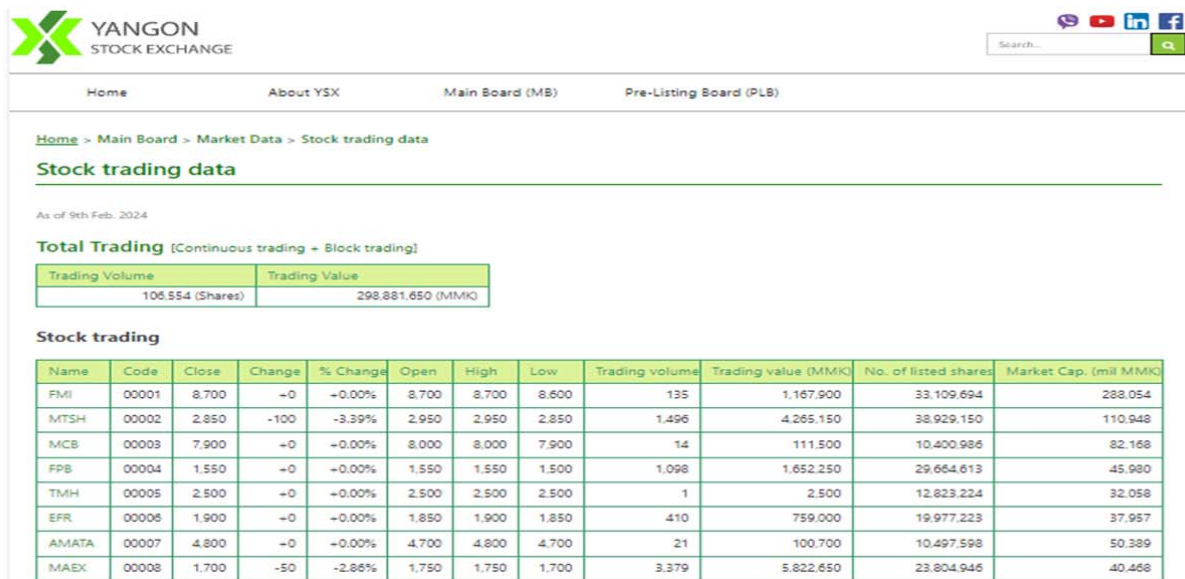 YANGON
STOCK EXCHANGE
Search...
Home About YSX Main Board (MB) Pre-Listing Board (PLB)
Home > Main Board > Market Data > Stock trading data
Stock trading data
As of 9th Feb. 2024
Total Trading [Continuous trading + Block trading]
Trading Volume Trading Value
106,554 (Shares) 298,881,650 (MMK)
Stock trading
Name Code Close Change % Change Open High Low Trading volume Trading value (MMK) No. of listed shares Market Cap. (mil MMK)
FMI 00001 8,700 +0 +0.00% 8,700 8,700 8,600 135 1,167,900 33,109,694 288,054
MTSH 00002 2,850 -100 -3.39% 2,950 2,950 2,850 1,496 4,265,150 38,929,150 110,948
MCB 00003 7,900 +0 +0.00% 8,000 8,000 7,900 14 111,500 10,400,986 82,168
FPB 00004 1,550 +0 +0.00% 1,550 1,550 1,500 1,098 1,652,250 29,664,613 45,980
TMH 00005 2,500 +0 +0.00% 2,500 2,500 2,500 1 2,500 12,823,224 32,058
EFR 00006 1,900 +0 +0.00% 1,850 1,900 1,850 410 759,000 19,977,223 37,957
AMATA 00007 4,800 +0 +0.00% 4,700 4,800 4,700 21 100,700 10,497,598 50,389
MAEX 00008 1,700 -50 -2.86% 1,750 1,750 1,700 3,379 5,822,650 23,804,946 40,468